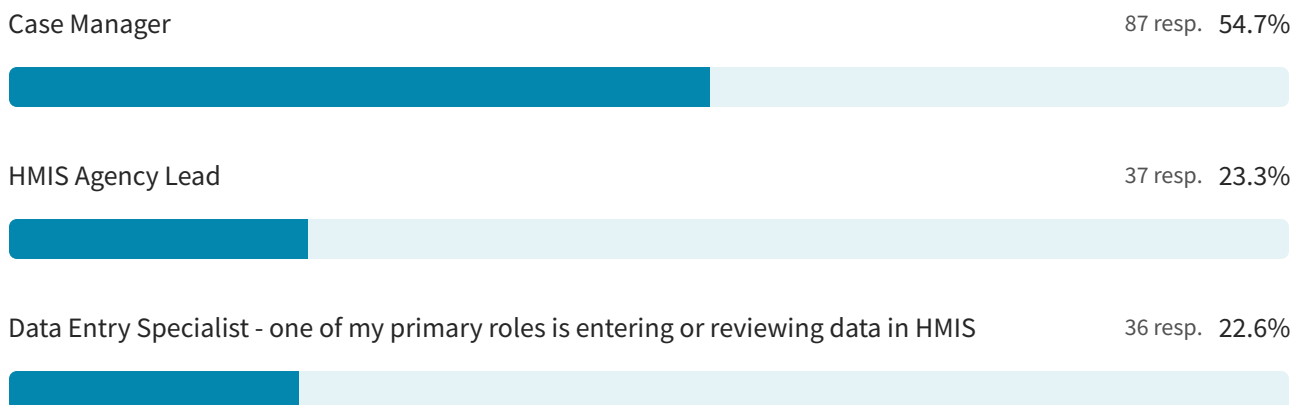 Case Manager 87 resp. 54.7%
HMIS Agency Lead 37 resp. 23.3%
Data Entry Specialist - one of my primary roles is entering or reviewing data in HMIS 36 resp. 22.6%